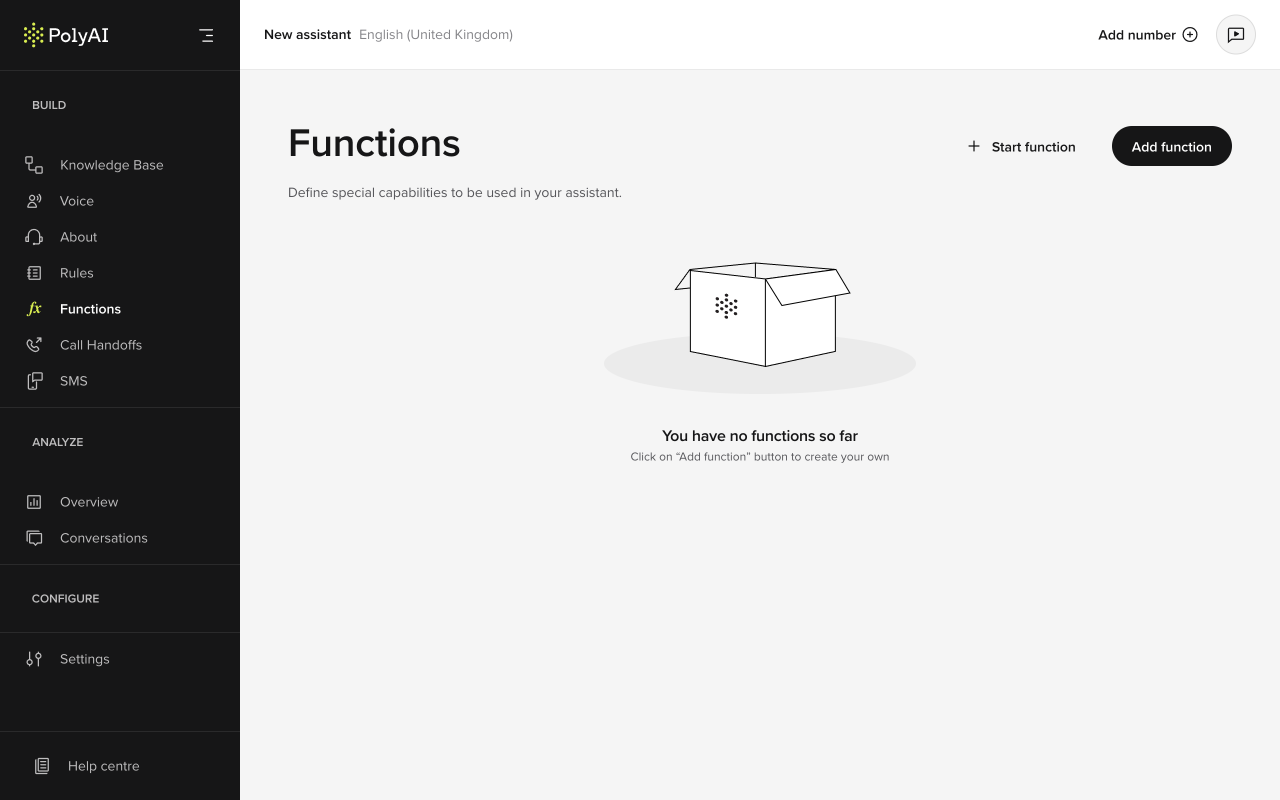 PolyAI
BUILD
Knowledge Base
Voice
About
Rules
fx Functions
Call Handoffs
SMS
ANALYZE
Overview
Conversations
CONFIGURE
Settings
Help centre
New assistant English (United Kingdom)
Add number
Functions
Start function
Add function
Define special capabilities to be used in your assistant.
You have no functions so far
Click on “Add function” button to create your own